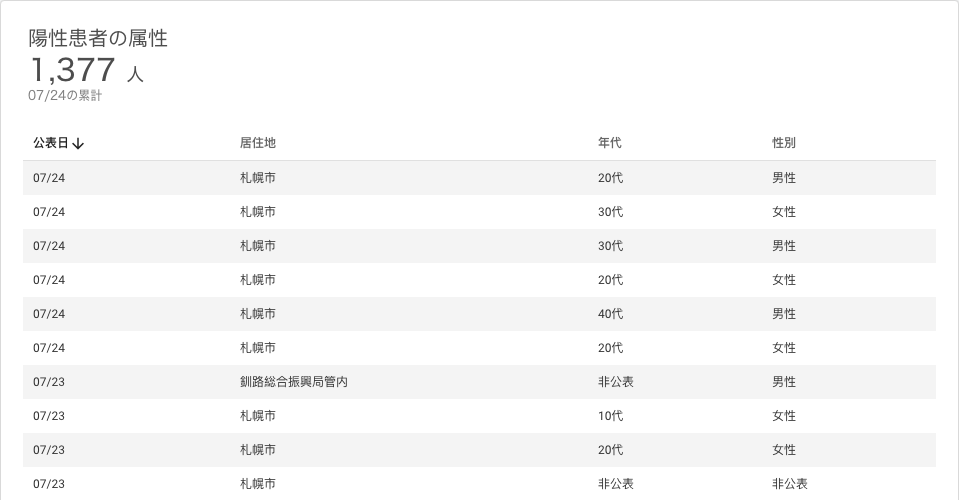 陽性患者の属性
1,377 人
07/24の累計
公表日↓ 居住地 年代 性別
07/24 札幌市 20代 男性
07/24 札幌市 30代 女性
07/24 札幌市 30代 男性
07/24 札幌市 20代 女性
07/24 札幌市 40代 男性
07/24 札幌市 20代 女性
07/23 釧路総合振興局管内 非公表 男性
07/23 札幌市 10代 女性
07/23 札幌市 20代 女性
07/23 札幌市 非公表 非公表